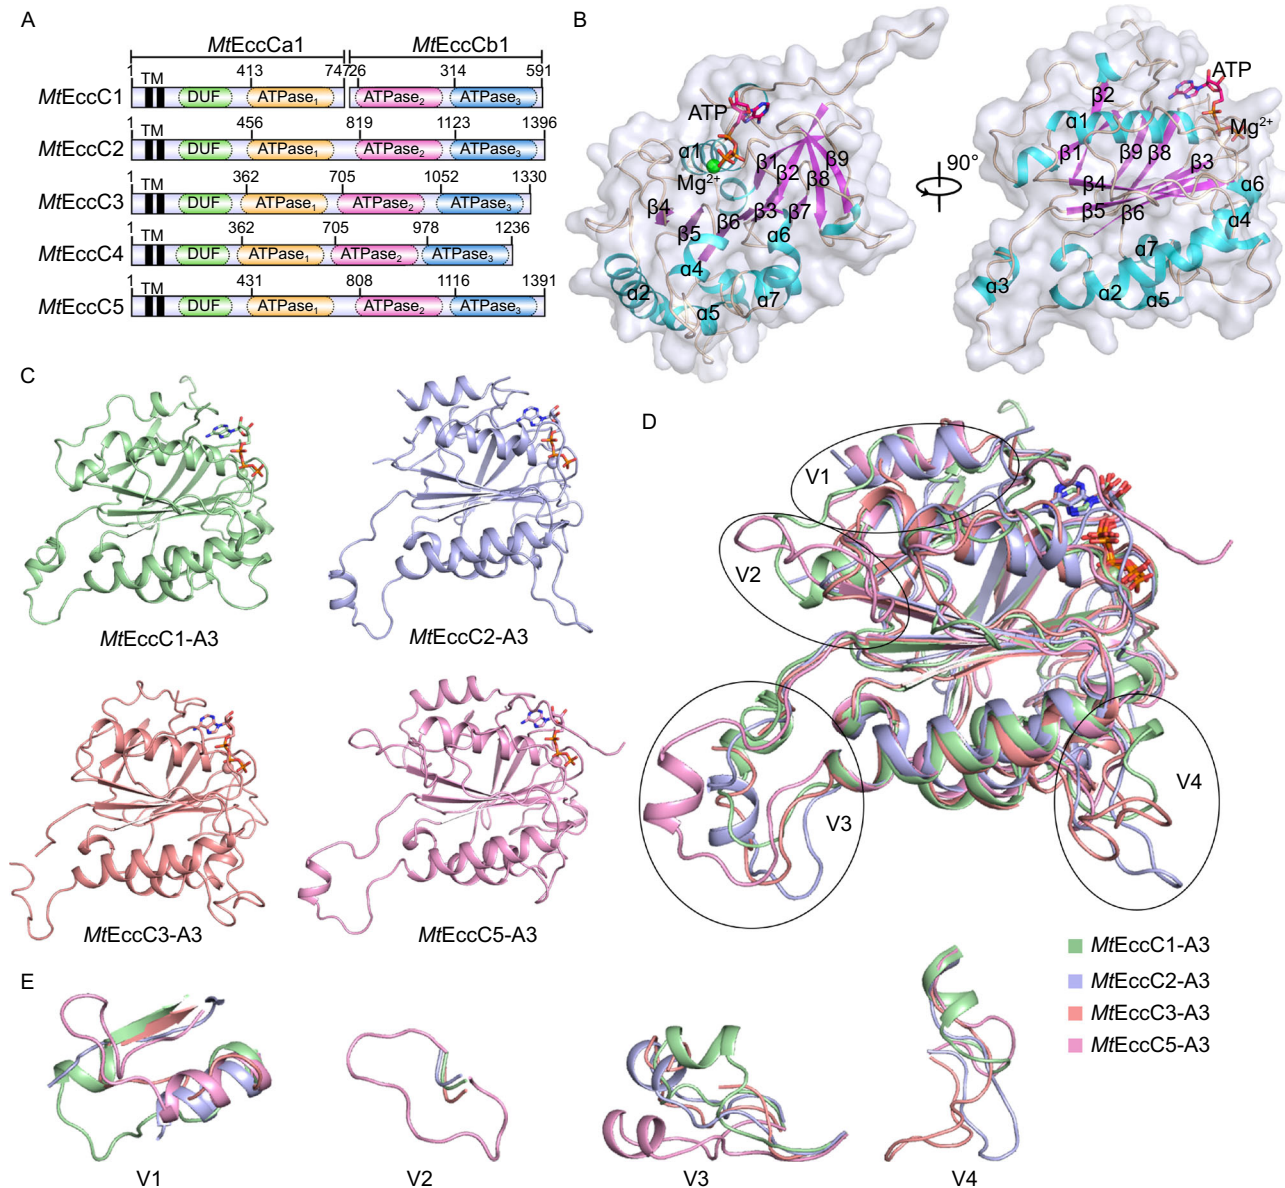 A
MtEccCa1 MtEccCb1
1 413 747 26 314 591
MtEccC1 TM DUF ATPase₁ ATPase₂ ATPase₃
1 456 819 1123 1396
MtEccC2 TM DUF ATPase₁ ATPase₂ ATPase₃
1 362 705 1052 1330
MtEccC3 TM DUF ATPase₁ ATPase₂ ATPase₃
1 362 705 978 1236
MtEccC4 TM DUF ATPase₁ ATPase₂ ATPase₃
1 431 808 1116 1391
MtEccC5 TM DUF ATPase₁ ATPase₂ ATPase₃
B
ATP
α1
Mg²⁺
β1
β2
β9
β8
β4
β6
β3
β7
β5
α6
α4
α2
α5
α7
90°
ATP
β2
Mg²⁺
α1
β1
β9
β8
β3
β4
α6
β5
β6
α4
α7
α3
α2
α5
C
MtEccC1-A3
MtEccC2-A3
MtEccC3-A3
MtEccC5-A3
D
V1
V2
V3
V4
MtEccC1-A3
MtEccC2-A3
MtEccC3-A3
MtEccC5-A3
E
V1
V2
V3
V4